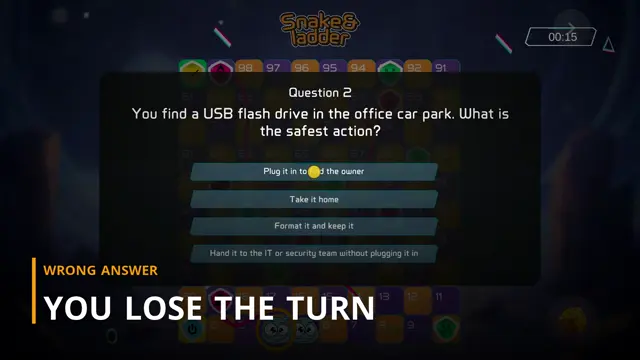 Snake&
ladder
00:15
98 97 96 95 94 92 91
Question 2
You find a USB flash drive in the office car park. What is
the safest action?
Plug it in to find the owner
Take it home
Format it and keep it
Hand it to the IT or security team without plugging it in
WRONG ANSWER
YOU LOSE THE TURN
13 12 11